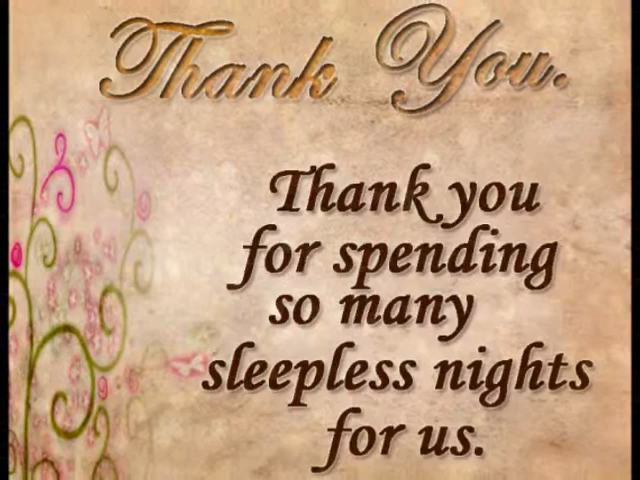 Thank You.
Thank you
for spending
so many
sleepless nights
for us.